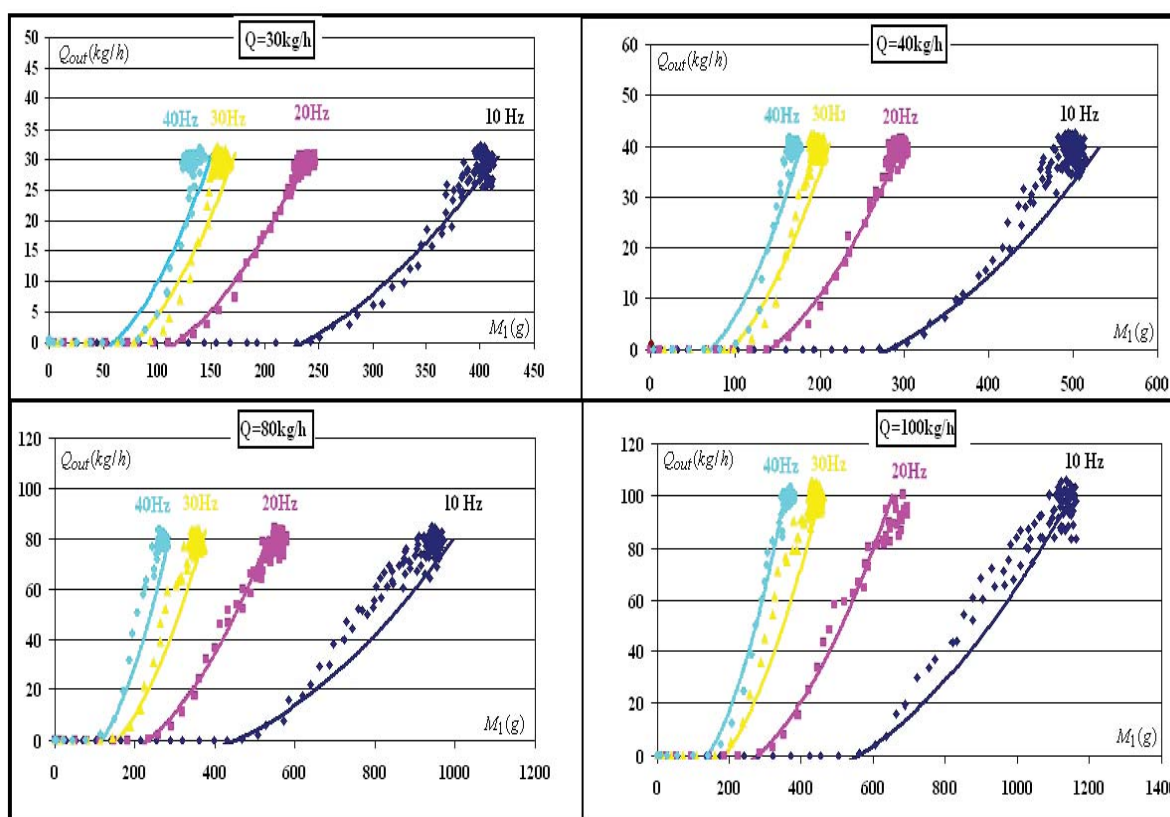 Q=30kg/h
Qout(kg/h)
50
45
40
35
30
25
20
15
10
5
0
40Hz 30Hz 20Hz 10 Hz
M1(g)
0 50 100 150 200 250 300 350 400 450
Q=40kg/h
Qout(kg/h)
60
50
40
30
20
10
0
40Hz 30Hz 20Hz 10Hz
M1(g)
0 100 200 300 400 500 600
Q=80kg/h
Qout(kg/h)
120
100
80
60
40
20
0
40Hz 30Hz 20Hz 10 Hz
M1(g)
0 200 400 600 800 1000 1200
Q=100kg/h
Qout(kg/h)
120
100
80
60
40
20
0
40Hz 30Hz 20Hz 10 Hz
M1(g)
0 200 400 600 800 1000 1200 1400